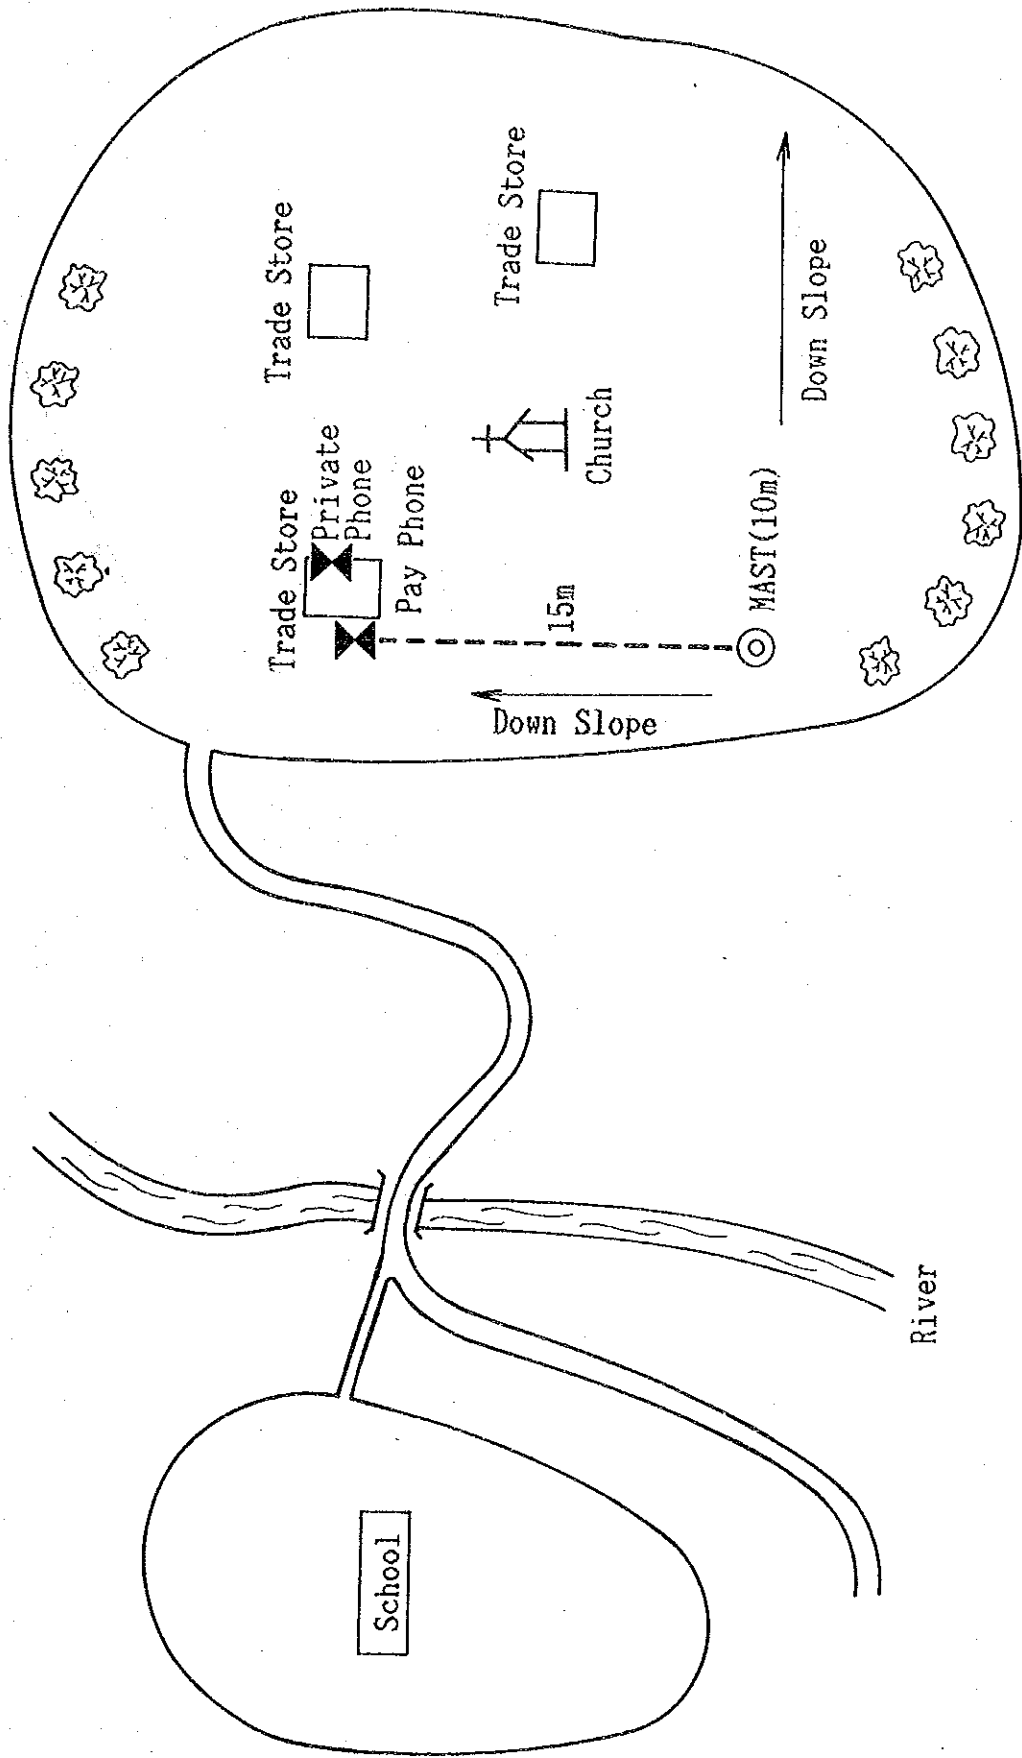 School
River
Trade Store
Private
Phone
Pay Phone
15m
MAST(10m)
Down Slope
Church
Trade Store
Trade Store
Down Slope